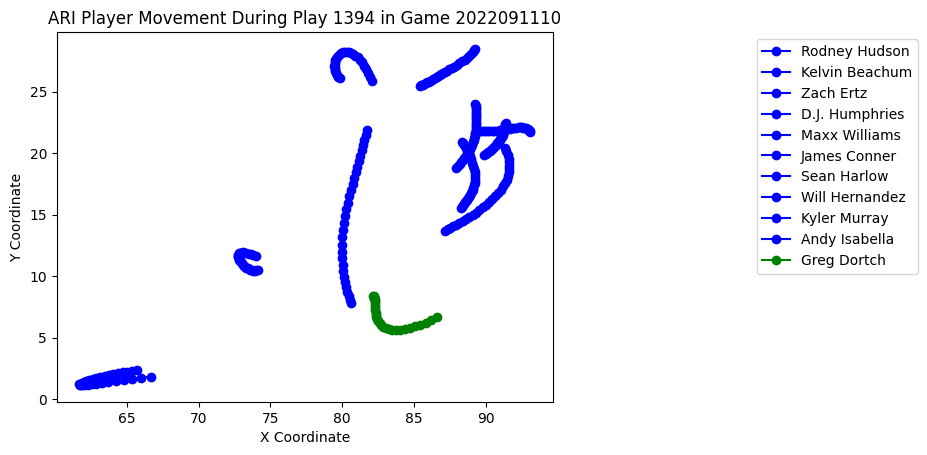 ARI Player Movement During Play 1394 in Game 2022091110
Y Coordinate
25
20
15
10
5
0
65
70
75
80
85
90
X Coordinate
Rodney Hudson
Kelvin Beachum
Zach Ertz
D.J. Humphries
Maxx Williams
James Conner
Sean Harlow
Will Hernandez
Kyler Murray
Andy Isabella
Greg Dortch